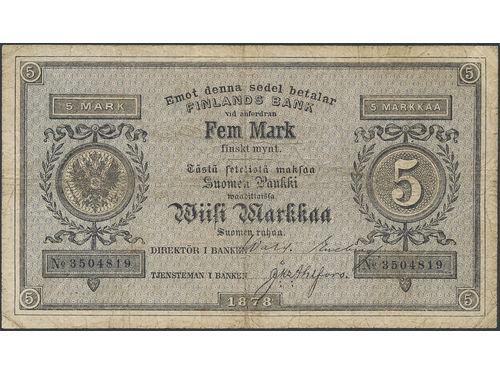 5
5
5 MARK
Emot denna sedel betalar
FINLANDS BANK
vid anfordran
Fem Mark
finskt mynt.
5 MARKKAA
Tästä setelistä maksaa
Suomen Pankki
waadittaissa
Wiisi Markkaa
Suomen rahaa.
5
DIREKTÖR I BANKEN
No 3504819
No 3504819
TJENSTEMAN I BANKEN
5
1878
5